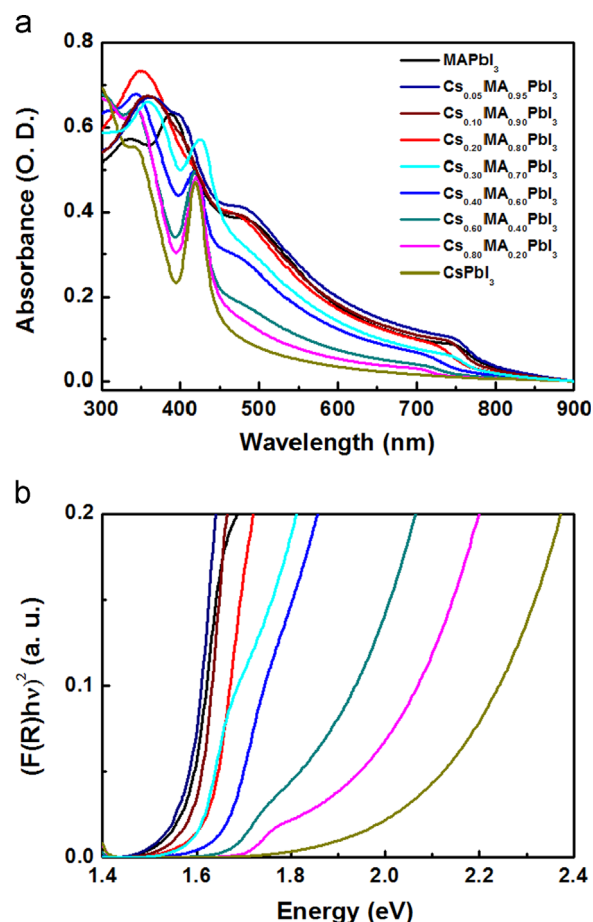 a
0.8
0.6
0.4
0.2
0.0
Absorbance (O. D.)
MAPbI₃
Cs₀.₀₅MA₀.₉₅PbI₃
Cs₀.₁₀MA₀.₉₀PbI₃
Cs₀.₂₀MA₀.₈₀PbI₃
Cs₀.₃₀MA₀.₇₀PbI₃
Cs₀.₄₀MA₀.₆₀PbI₃
Cs₀.₆₀MA₀.₄₀PbI₃
Cs₀.₈₀MA₀.₂₀PbI₃
CsPbI₃
300 400 500 600 700 800 900
Wavelength (nm)
b
0.2
0.1
0.0
(F(R)hν)² (a. u.)
1.4 1.6 1.8 2.0 2.2 2.4
Energy (eV)